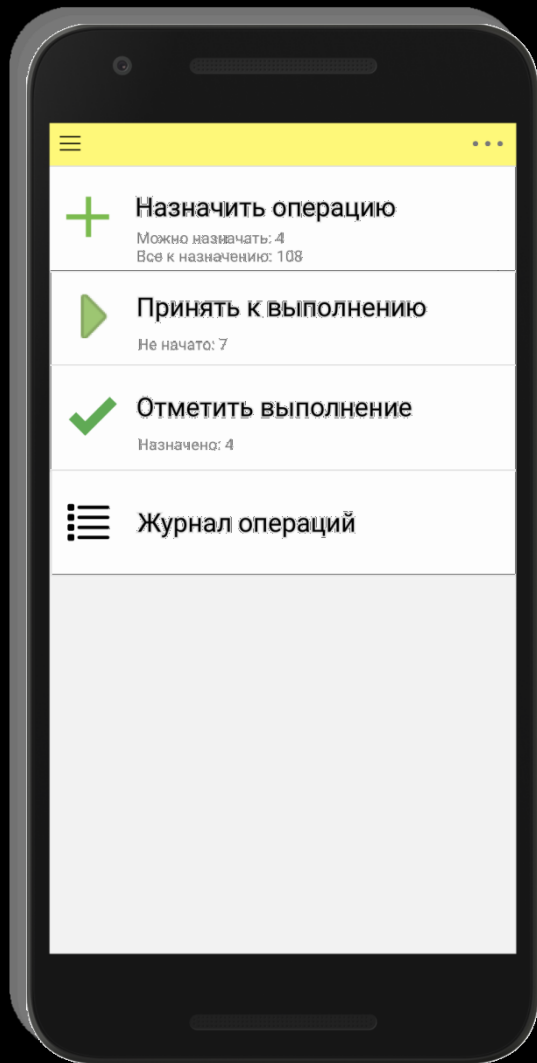 Назначить операцию
Можно назначать: 4
Все к назначению: 108
Принять к выполнению
Не начато: 7
Отметить выполнение
Назначено: 4
Журнал операций